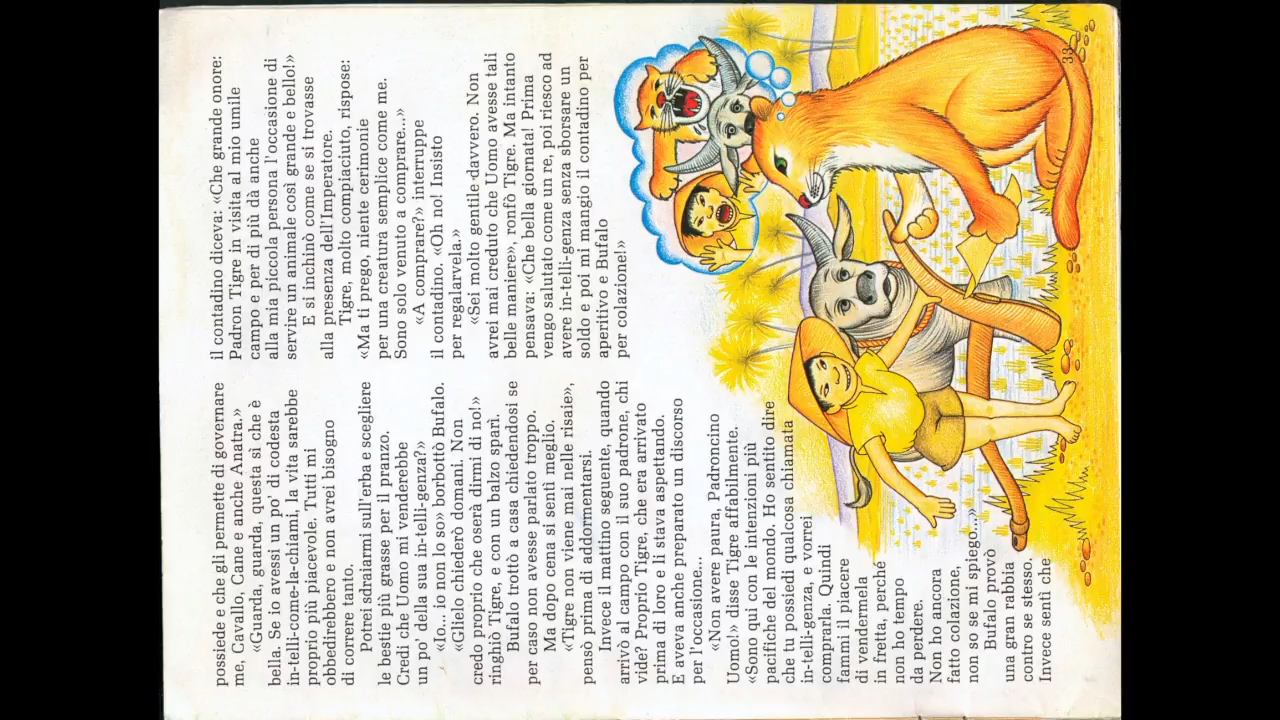 possiede e che gli permette di governare
me, Cavallo, Cane e anche Anatra.»
«Guarda, guarda, questa sì che è
bella. Se io avessi un po' di codesta
in-telli-come-la-chiami, la vita sarebbe
proprio più piacevole. Tutti mi
obbedirebbero e non avrei bisogno
di correre tanto.
Potrei sdraiarmi sull'erba e scegliere
le bestie più grasse per il pranzo.
Credi che Uomo mi venderebbe
un po' della sua in-telli-genza?»
«Io... io non lo so» borbottò Bufalo.
«Glielo chiederò domani. Non
credo proprio che oserà dirmi di no!»
ringhiò Tigre, e con un balzo sparì.
Bufalo trottò a casa chiedendosi se
per caso non avesse parlato troppo.
Ma dopo cena si sentì meglio.
«Tigre non viene mai nelle risaie»,
pensò prima di addormentarsi.
Invece il mattino seguente, quando
arrivò al campo con il suo padrone, chi
vide? Proprio Tigre, che era arrivato
prima di loro e li stava aspettando.
E aveva anche preparato un discorso
per l'occasione...
«Non avere paura, Padroncino
Uomo!» disse Tigre affabilmente.
«Sono qui con le intenzioni più
pacifiche del mondo. Ho sentito dire
che tu possiedi qualcosa chiamata
in-telli-genza, e vorrei
comprarla. Quindi
fammi il piacere
di vendermela
in fretta, perché
non ho tempo
da perdere.
Non ho ancora
fatto colazione,
non so se mi spiego...»
Bufalo provò
una gran rabbia
contro se stesso.
Invece sentì che
il contadino diceva: «Che grande onore:
Padron Tigre in visita al mio umile
campo e per di più dà anche
alla mia piccola persona l'occasione di
servire un animale così grande e bello!»
E si inchinò come se si trovasse
alla presenza dell'Imperatore.
Tigre, molto compiaciuto, rispose:
«Ma ti prego, niente cerimonie
per una creatura semplice come me.
Sono solo venuto a comprare...»
«A comprare?» interruppe
il contadino. «Oh no! Insisto
per regalarvela.»
«Sei molto gentile davvero. Non
avrei mai creduto che Uomo avesse tali
belle maniere», ronfò Tigre. Ma intanto
pensava: «Che bella giornata! Prima
vengo salutato come un re, poi riesco ad
avere in-telli-genza senza sborsare un
soldo e poi mi mangio il contadino per
aperitivo e Bufalo
per colazione!»
33